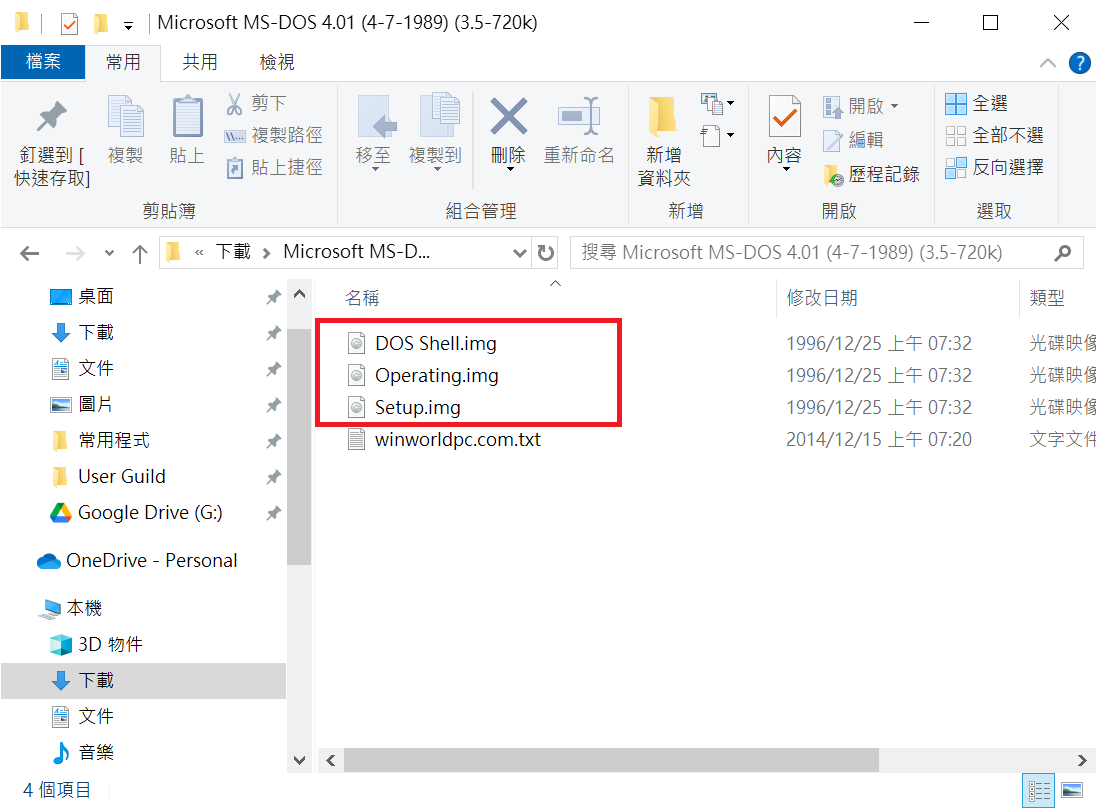 Microsoft MS-DOS 4.01 (4-7-1989) (3.5-720k)
檔案 常用 共用 檢視
釘選到 [
快速存取]
複製
貼上
剪下
複製路徑
貼上捷徑
剪貼簿
移至
複製到
刪除
重新命名
組合管理
新增
資料夾
新增
內容
開啟
編輯
歷程記錄
開啟
全選
全部不選
反向選擇
選取
« 下載 › Microsoft MS-D...
搜尋 Microsoft MS-DOS 4.01 (4-7-1989) (3.5-720k)
桌面
下載
文件
圖片
常用程式
User Guild
Google Drive (G:)
OneDrive - Personal
本機
3D 物件
下載
文件
音樂
名稱 修改日期 類型
DOS Shell.img 1996/12/25 上午 07:32 光碟映像
Operating.img 1996/12/25 上午 07:32 光碟映像
Setup.img 1996/12/25 上午 07:32 光碟映像
winworldpc.com.txt 2014/12/15 上午 07:20 文字文件
4 個項目